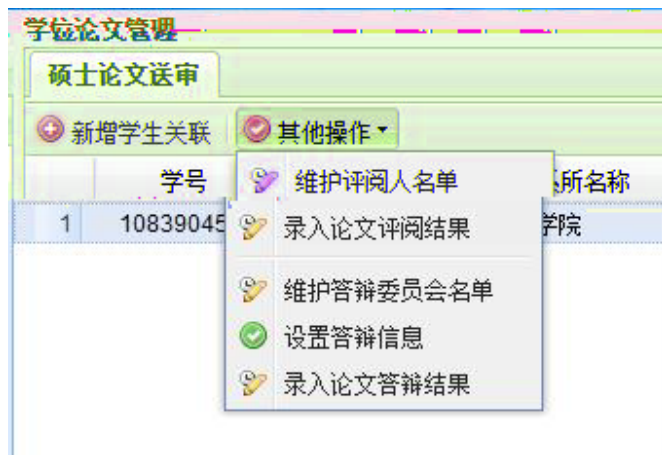 学位论文管理
硕士论文送审
新增学生关联 其他操作
学号 所名称
1 10839045 学院
维护评阅人名单
录入论文评阅结果
维护答辩委员会名单
设置答辩信息
录入论文答辩结果